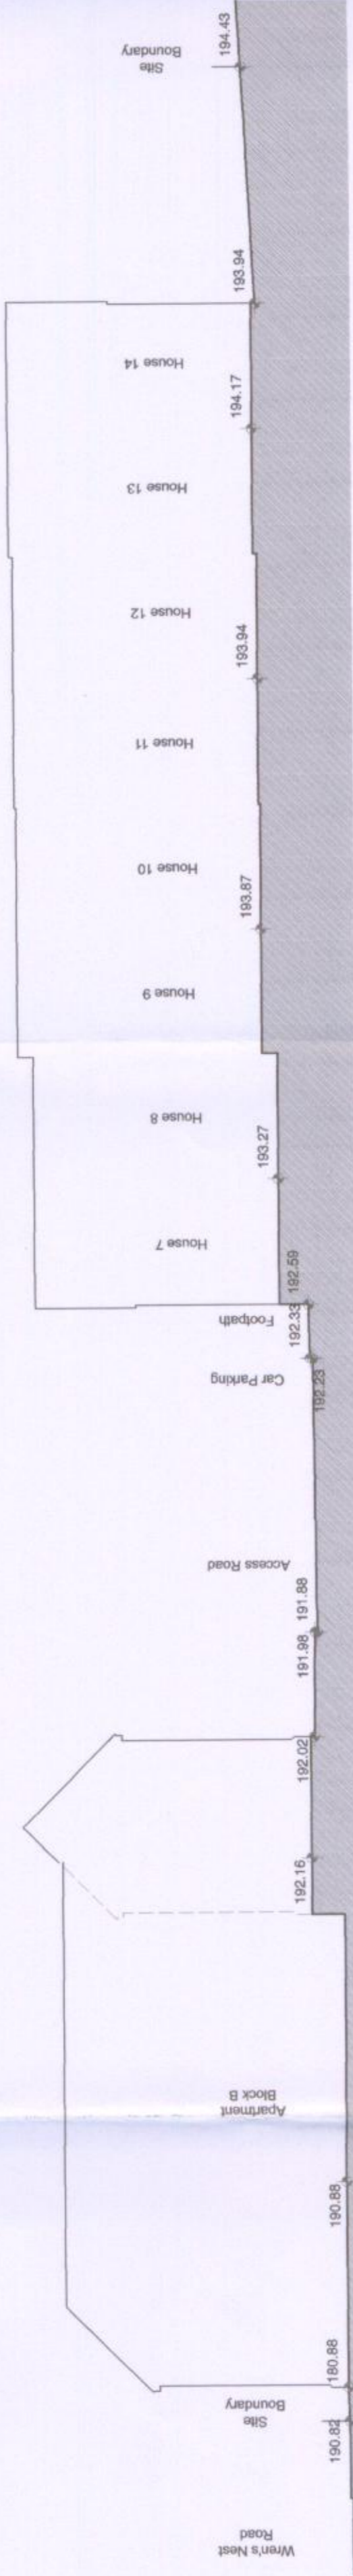 Wren's Nest
Road
190.82
Site
Boundary
180.88
190.88
Apartment
Block B
192.16
192.02
191.98
191.88
Access Road
192.23
Car Parking
192.33
Footpath
192.59
House 7
193.27
House 8
House 9
193.87
House 10
House 11
193.94
House 12
House 13
194.17
House 14
193.94
Site
Boundary
194.43